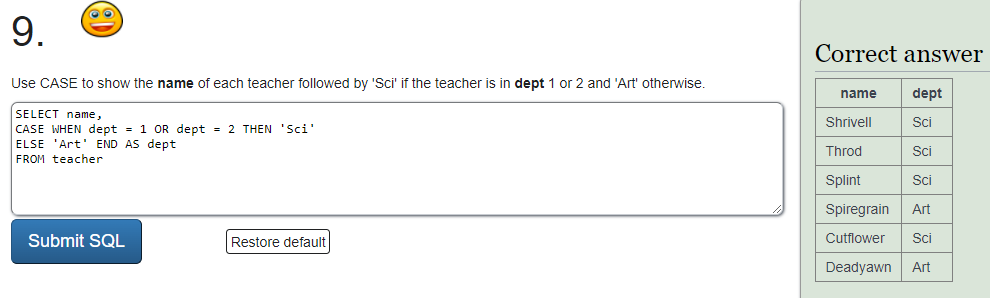 9.
Use CASE to show the name of each teacher followed by 'Sci' if the teacher is in dept 1 or 2 and 'Art' otherwise.
SELECT name,
CASE WHEN dept = 1 OR dept = 2 THEN 'Sci'
ELSE 'Art' END AS dept
FROM teacher
Submit SQL
Restore default
Correct answer
name dept
Shrivell Sci
Throd Sci
Splint Sci
Spiregrain Art
Cutflower Sci
Deadyawn Art